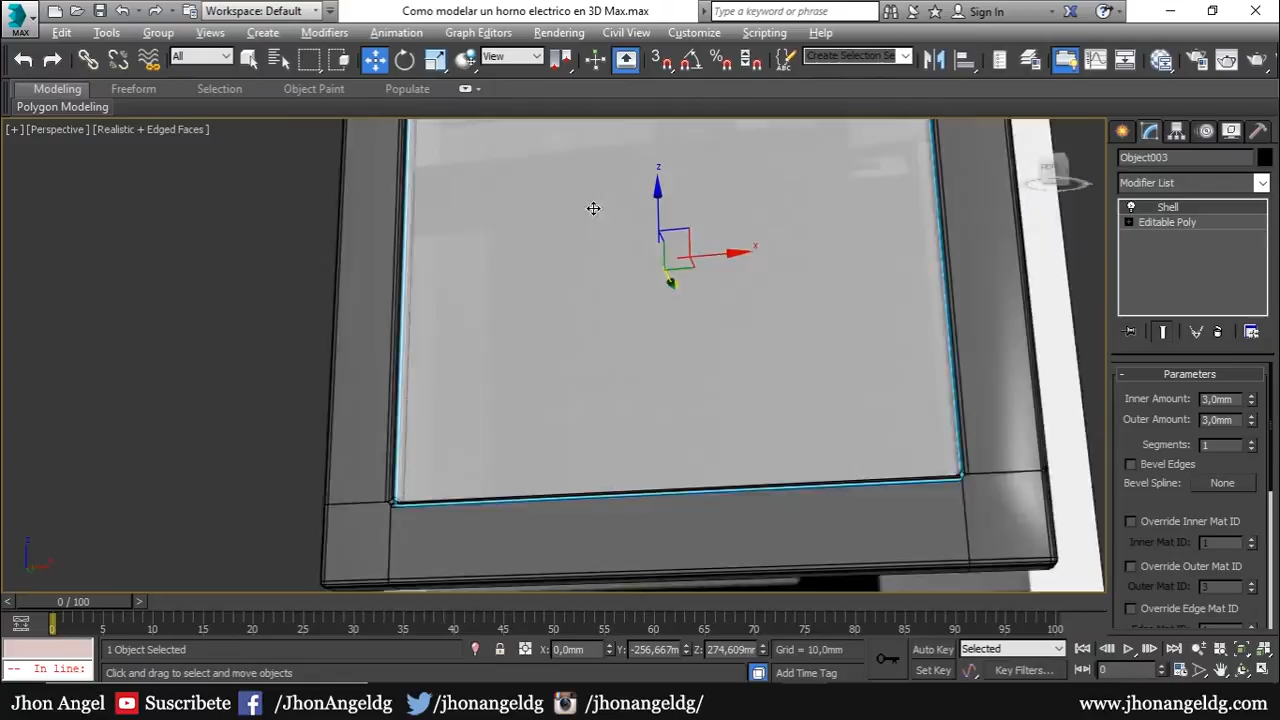 MAX
Workspace: Default
Como modelar un horno electrico en 3D Max.max
Type a keyword or phrase
Sign In
Edit Tools Group Views Create Modifiers Animation Graph Editors Rendering Civil View Customize Scripting Help
All
View
Create Selection Se
Modeling Freeform Selection Object Paint Populate
Polygon Modeling
[+] [Perspective] [Realistic + Edged Faces]
Object003
Modifier List
Shell
Editable Poly
z
x
Parameters
Inner Amount: 3,0mm
Outer Amount: 3,0mm
Segments: 1
Bevel Edges
Bevel Spline: None
Override Inner Mat ID
Inner Mat ID: 1
Override Outer Mat ID
Outer Mat ID: 3
Override Edge Mat ID
0 / 100
0 5 10 15 20 25 30 35 40 45 50 55 60 65 70 75 80 85 90 95 100
1 Object Selected
X: 0,0mm Y: -256,667m Z: 274,609mr Grid = 10,0mm
Auto Key Selected
-- In line:
Click and drag to select and move objects
Add Time Tag
Set Key
Key Filters...
0
Jhon Angel Suscribete /JhonAngeldg /jhonangeldg /jhonangeldg/ www.jhonangeldg.com